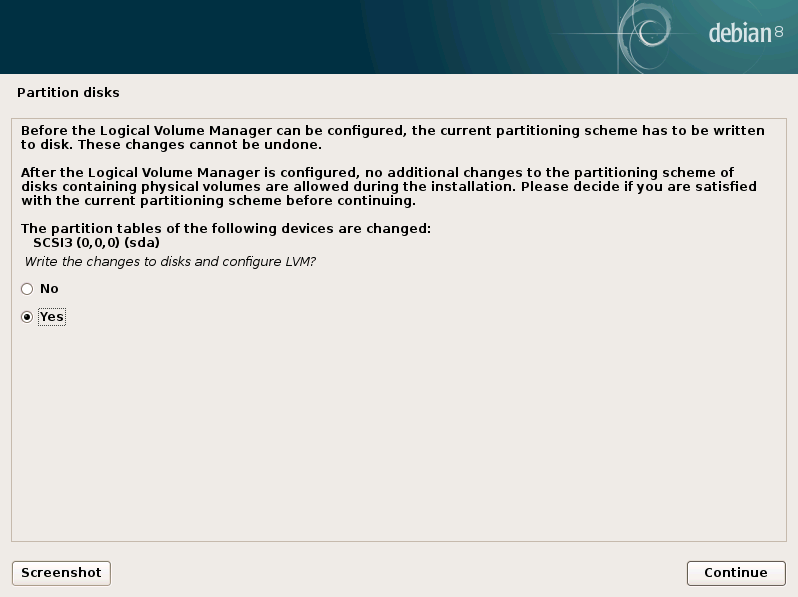 debian 8
Partition disks
Before the Logical Volume Manager can be configured, the current partitioning scheme has to be written
to disk. These changes cannot be undone.
After the Logical Volume Manager is configured, no additional changes to the partitioning scheme of
disks containing physical volumes are allowed during the installation. Please decide if you are satisfied
with the current partitioning scheme before continuing.
The partition tables of the following devices are changed:
SCSI3 (0,0,0) (sda)
Write the changes to disks and configure LVM?
No
Yes
Screenshot
Continue